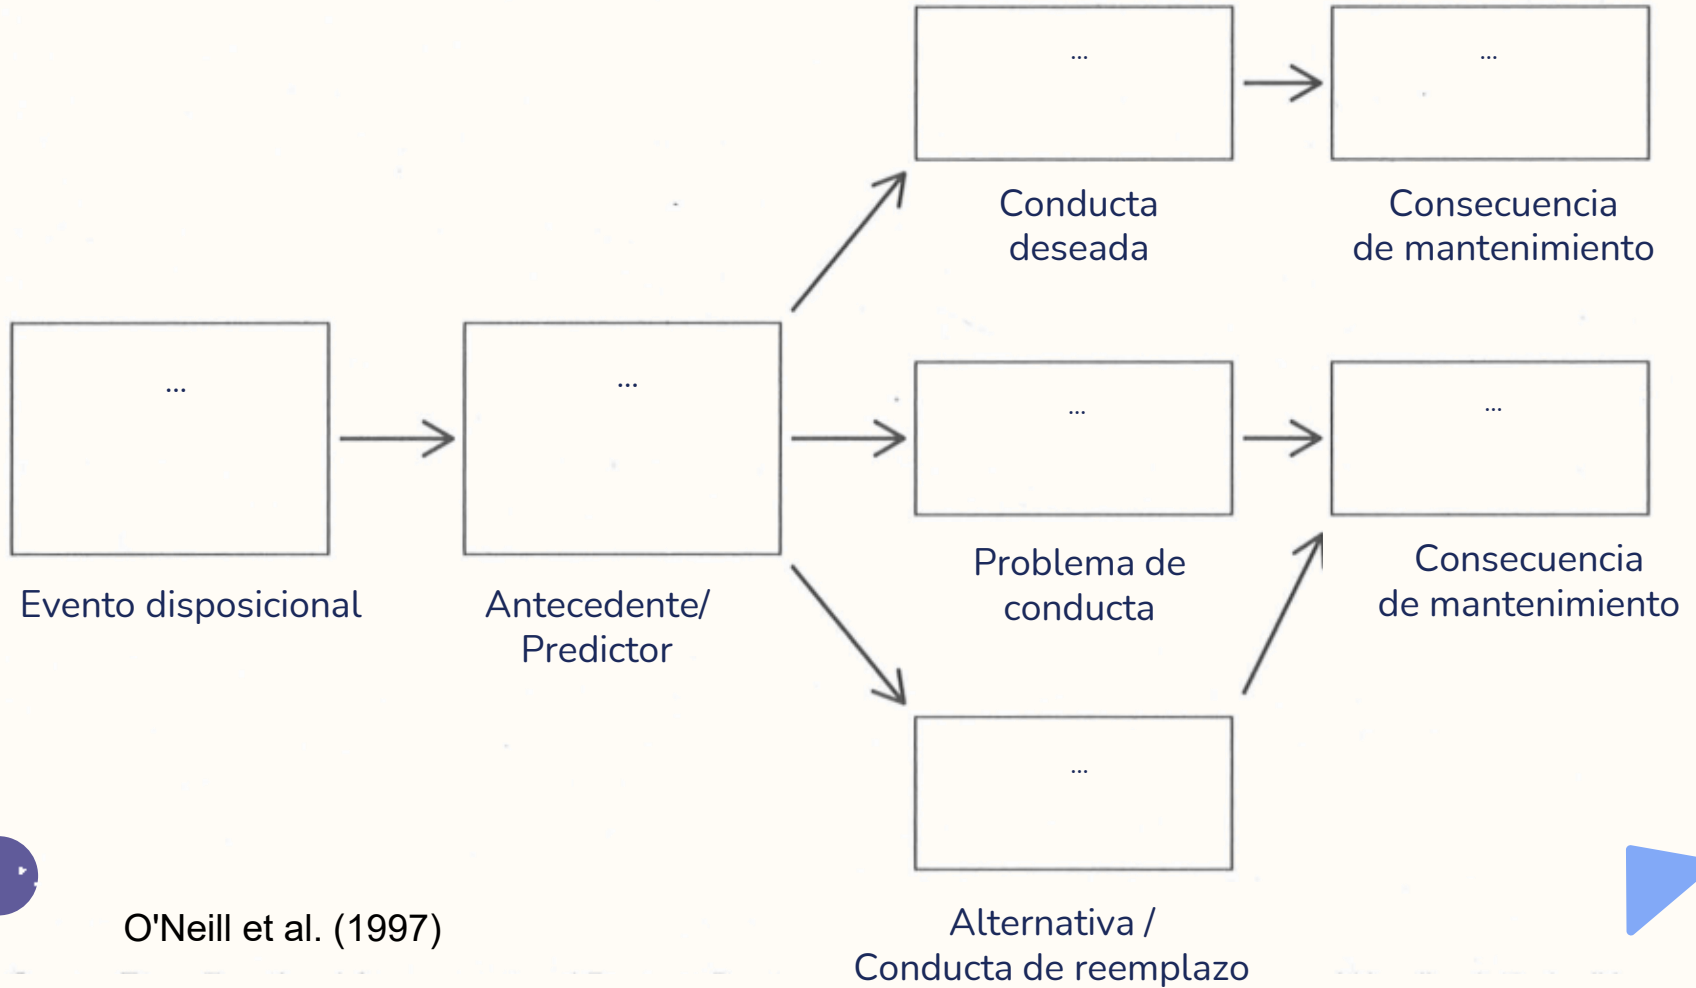 ...
...
Conducta
deseada
Consecuencia
de mantenimiento
...
...
...
...
Evento disposicional
Antecedente/
Predictor
Problema de
conducta
Consecuencia
de mantenimiento
...
Alternativa /
Conducta de reemplazo
O'Neill et al. (1997)